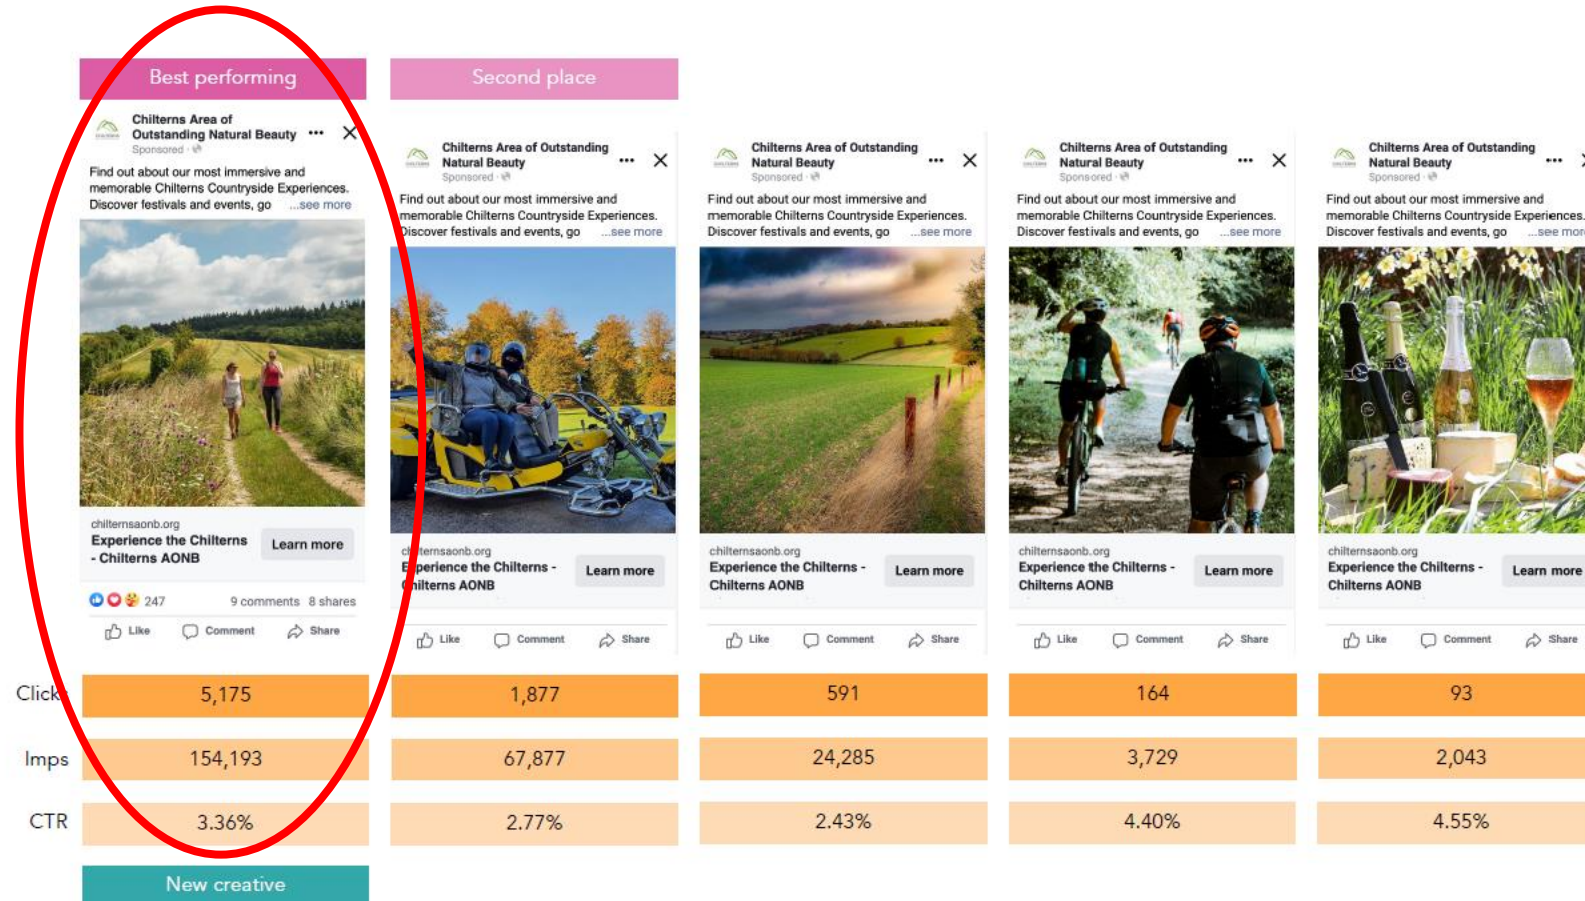 Best performing
Second place
Chilterns Area of
Outstanding Natural Beauty
Sponsored ·
Find out about our most immersive and
memorable Chilterns Countryside Experiences.
Discover festivals and events, go ...see more
chilternsaonb.org
Experience the Chilterns
- Chilterns AONB
Learn more
247
9 comments 8 shares
Like Comment Share
Chilterns Area of Outstanding
Natural Beauty
Sponsored ·
Find out about our most immersive and
memorable Chilterns Countryside Experiences.
Discover festivals and events, go ...see more
chilternsaonb.org
Experience the Chilterns -
Chilterns AONB
Learn more
Like Comment Share
Chilterns Area of Outstanding
Natural Beauty
Sponsored ·
Find out about our most immersive and
memorable Chilterns Countryside Experiences.
Discover festivals and events, go ...see more
chilternsaonb.org
Experience the Chilterns -
Chilterns AONB
Learn more
Like Comment Share
Chilterns Area of Outstanding
Natural Beauty
Sponsored ·
Find out about our most immersive and
memorable Chilterns Countryside Experiences.
Discover festivals and events, go ...see more
chilternsaonb.org
Experience the Chilterns -
Chilterns AONB
Learn more
Like Comment Share
Chilterns Area of Outstanding
Natural Beauty
Sponsored ·
Find out about our most immersive and
memorable Chilterns Countryside Experiences.
Discover festivals and events, go ...see more
chilternsaonb.org
Experience the Chilterns -
Chilterns AONB
Learn more
Like Comment Share
Clicks 5,175 1,877 591 164 93
Imps 154,193 67,877 24,285 3,729 2,043
CTR 3.36% 2.77% 2.43% 4.40% 4.55%
New creative